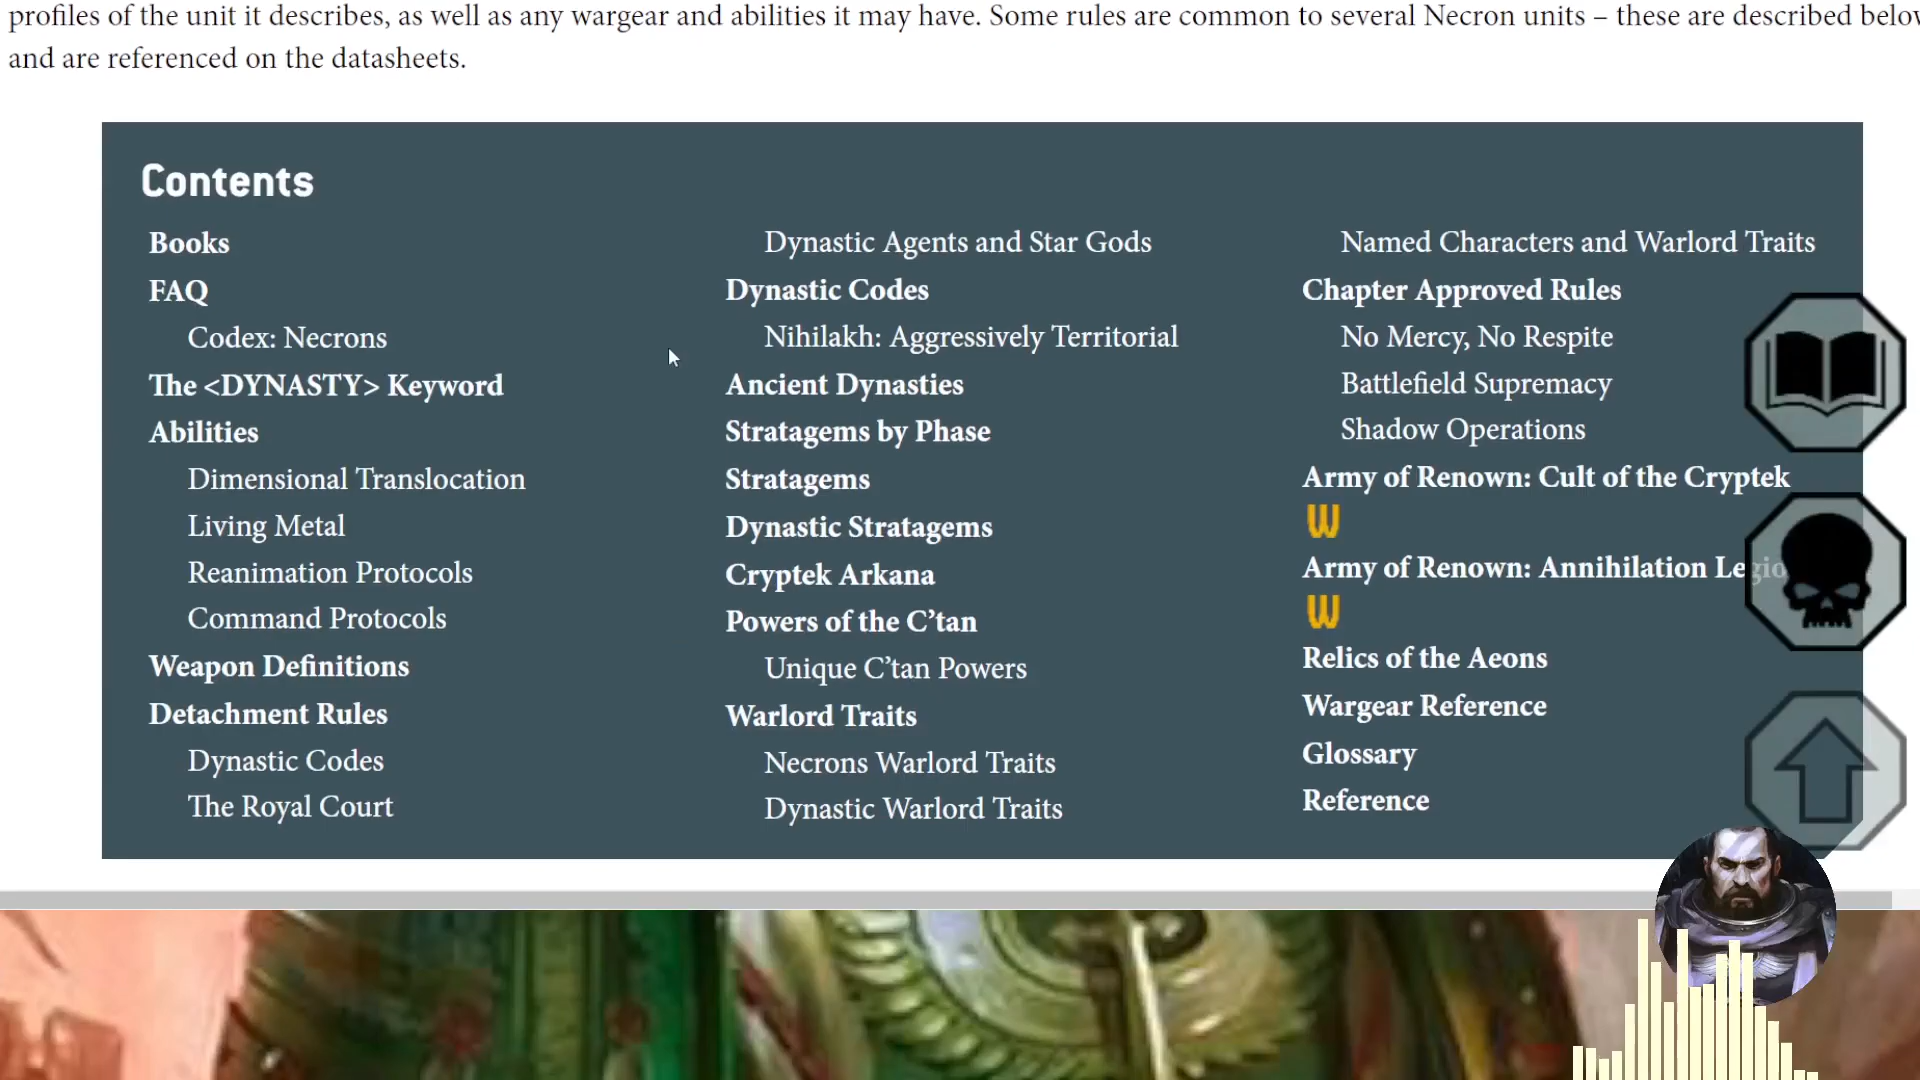 profiles of the unit it describes, as well as any wargear and abilities it may have. Some rules are common to several Necron units – these are described
and are referenced on the datasheets.
Contents
Books
FAQ
Codex: Necrons
The <DYNASTY> Keyword
Abilities
Dimensional Translocation
Living Metal
Reanimation Protocols
Command Protocols
Weapon Definitions
Detachment Rules
Dynastic Codes
The Royal Court
Dynastic Agents and Star Gods
Dynastic Codes
Nihilakh: Aggressively Territorial
Ancient Dynasties
Stratagems by Phase
Stratagems
Dynastic Stratagems
Cryptek Arkana
Powers of the C’tan
Unique C’tan Powers
Warlord Traits
Necrons Warlord Traits
Dynastic Warlord Traits
Named Characters and Warlord Traits
Chapter Approved Rules
No Mercy, No Respite
Battlefield Supremacy
Shadow Operations
Army of Renown: Cult of the Cryptek
W
Army of Renown: Annihilation
W
Relics of the Aeons
Wargear Reference
Glossary
Reference